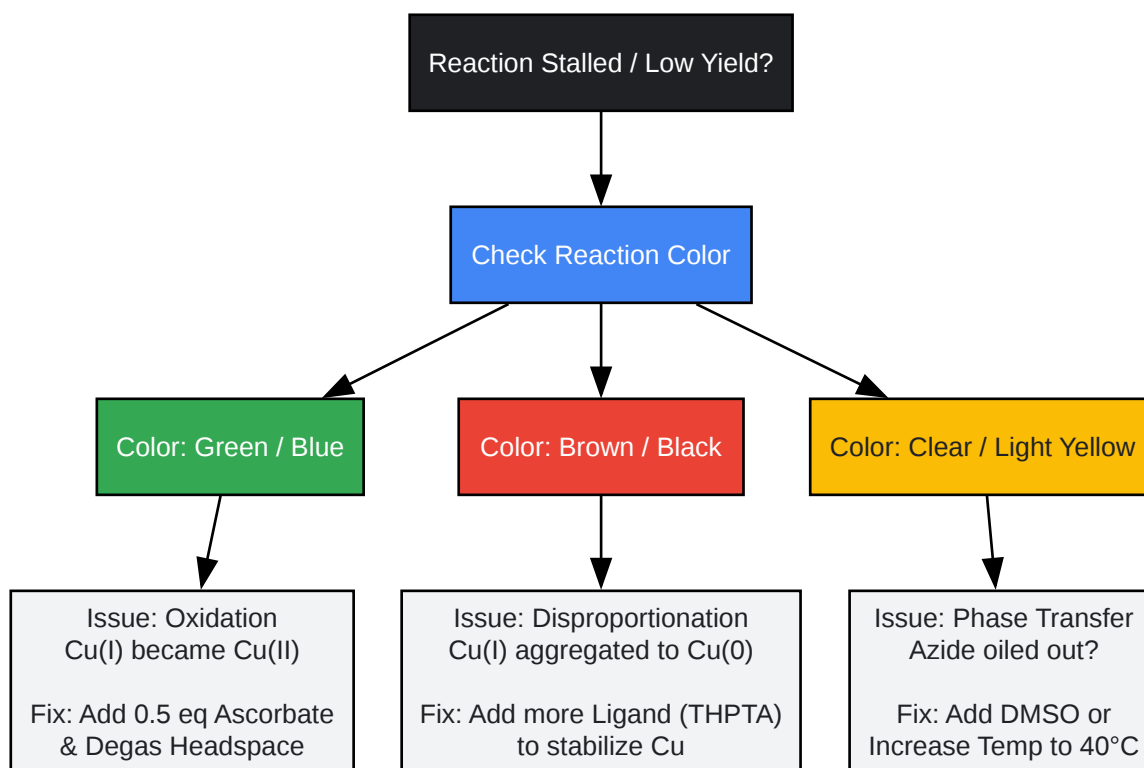 Reaction Stalled / Low Yield?
Check Reaction Color
Color: Green / Blue
Color: Brown / Black
Color: Clear / Light Yellow
Issue: Oxidation
Cu(I) became Cu(II)
Fix: Add 0.5 eq Ascorbate
& Degas Headspace
Issue: Disproportionation
Cu(I) aggregated to Cu(0)
Fix: Add more Ligand (THPTA)
to stabilize Cu
Issue: Phase Transfer
Azide oiled out?
Fix: Add DMSO or
Increase Temp to 40°C